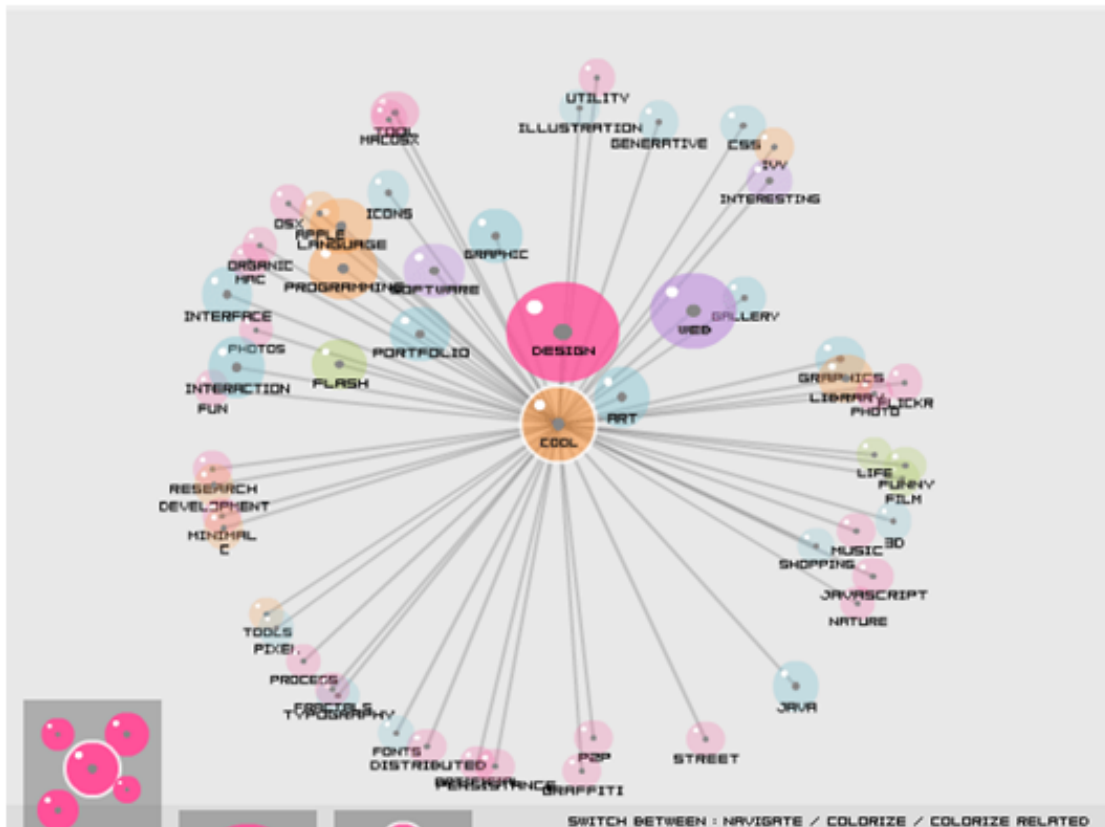 UTILITY
ILLUSTRATION
GENERATIVE
CSS
TOOL
MACOSX
IVY
INTERESTING
ICONS
OSX
APPLE
LANGUAGE
GRAPHIC
ORGANIC
MAC
PROGRAMMING
SOFTWARE
INTERFACE
GALLERY
WEB
PHOTOS
PORTFOLIO
DESIGN
INTERACTION
FLASH
GRAPHICS
LIBRARY
FLICKR
FUN
PHOTO
ART
COOL
LIFE
FUNNY
RESEARCH
FILM
DEVELOPMENT
MINIMAL
C
3D
MUSIC
SHOPPING
JAVASCRIPT
NATURE
TOOLS
PIXEL
PROCESS
FRACTALS
TYPOGRAPHY
JAVA
FONTS
DISTRIBUTED
P2P
STREET
PERSISTANCE
GRAFFITI
SWITCH BETWEEN : NAVIGATE / COLORIZE / COLORIZE RELATED